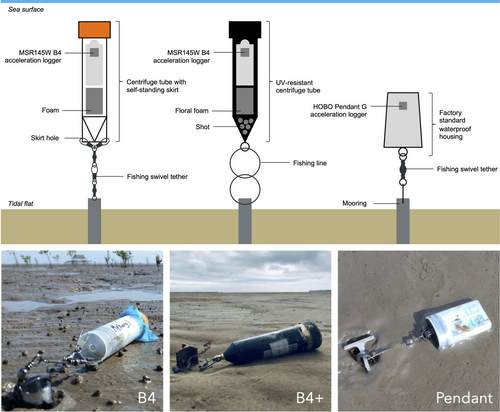 Sea surface
MSR145W B4
acceleration logger
Foam
Skirt hole
Centrifuge tube with
self-standing skirt
Fishing swivel tether
MSR145W B4
acceleration logger
Floral foam
Shot
UV-resistant
centrifuge tube
Fishing line
HOBO Pendant G
acceleration logger
Factory
standard
waterproof
housing
Fishing swivel tether
Mooring
Tidal flat
B4
B4+
Pendant